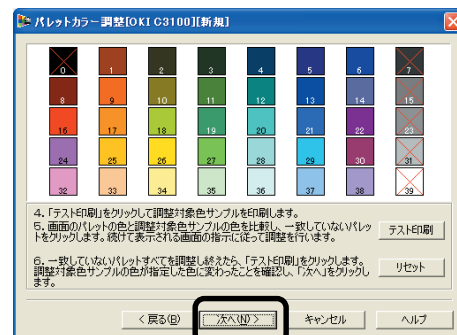 パレットカラー調整[OKI C3100][新規]
0 1 2 3 4 5 6 7
8 9 10 11 12 13 14 15
16 17 18 19 20 21 22 23
24 25 26 27 28 29 30 31
32 33 34 35 36 37 38 39
4. 「テスト印刷」をクリックして調整対象色サンプルを印刷します。
5. 画面のパレットの色と調整対象色サンプルの色を比較し、一致していないパレッ
トをクリックします。続けて表示される画面の指示に従って調整を行います。
テスト印刷
6. 一致していないパレットすべてを調整し終えたら、「テスト印刷」をクリックします。
調整対象色サンプルの色が指定した色に変わったことを確認し、「次へ」をクリックし
ます。
リセット
< 戻る(B) 次へ(N) > キャンセル ヘルプ